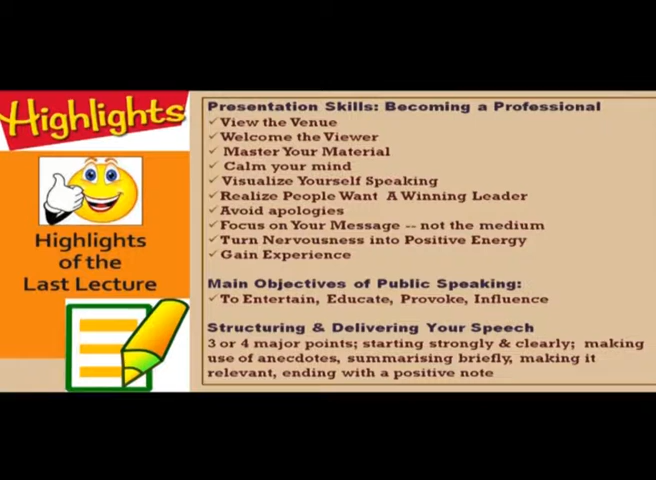 Highlights
Highlights
of the
Last Lecture
Presentation Skills: Becoming a Professional
✓View the Venue
✓Welcome the Viewer
✓ Master Your Material
✓ Calm your mind
✓Visualize Yourself Speaking
✓Realize People Want A Winning Leader
✓Avoid apologies
✓Focus on Your Message -- not the medium
✓Turn Nervousness into Positive Energy
✓Gain Experience
Main Objectives of Public Speaking:
✓To Entertain, Educate, Provoke, Influence
Structuring & Delivering Your Speech
3 or 4 major points; starting strongly & clearly; making
use of anecdotes, summarising briefly, making it
relevant, ending with a positive note